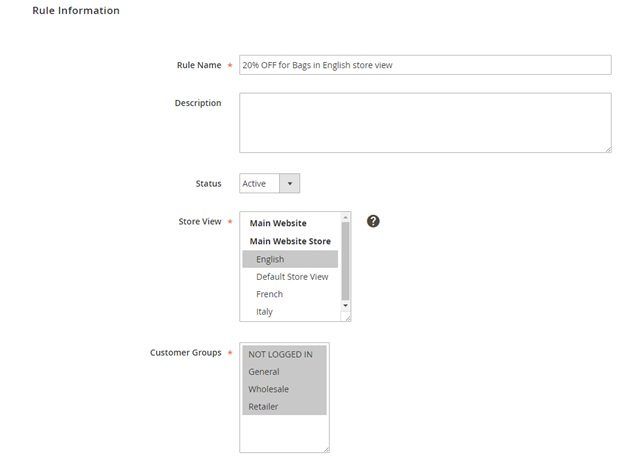 Rule Information
Rule Name *
20% OFF for Bags in English store view
Description
Status
Active
Store View *
Main Website
Main Website Store
English
Default Store View
French
Italy
?
Customer Groups *
NOT LOGGED IN
General
Wholesale
Retailer